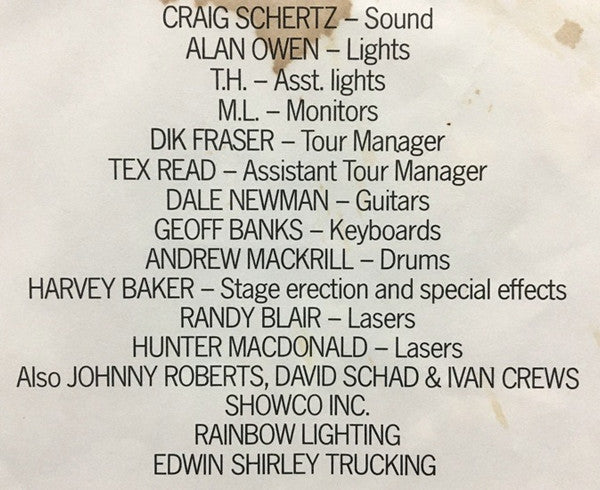 CRAIG SCHERTZ – Sound
ALAN OWEN – Lights
T.H. – Asst. lights
M.L. – Monitors
DIK FRASER – Tour Manager
TEX READ – Assistant Tour Manager
DALE NEWMAN – Guitars
GEOFF BANKS – Keyboards
ANDREW MACKRILL – Drums
HARVEY BAKER – Stage erection and special effects
RANDY BLAIR – Lasers
HUNTER MACDONALD – Lasers
Also JOHNNY ROBERTS, DAVID SCHAD & IVAN CREWS
SHOWCO INC.
RAINBOW LIGHTING
EDWIN SHIRLEY TRUCKING